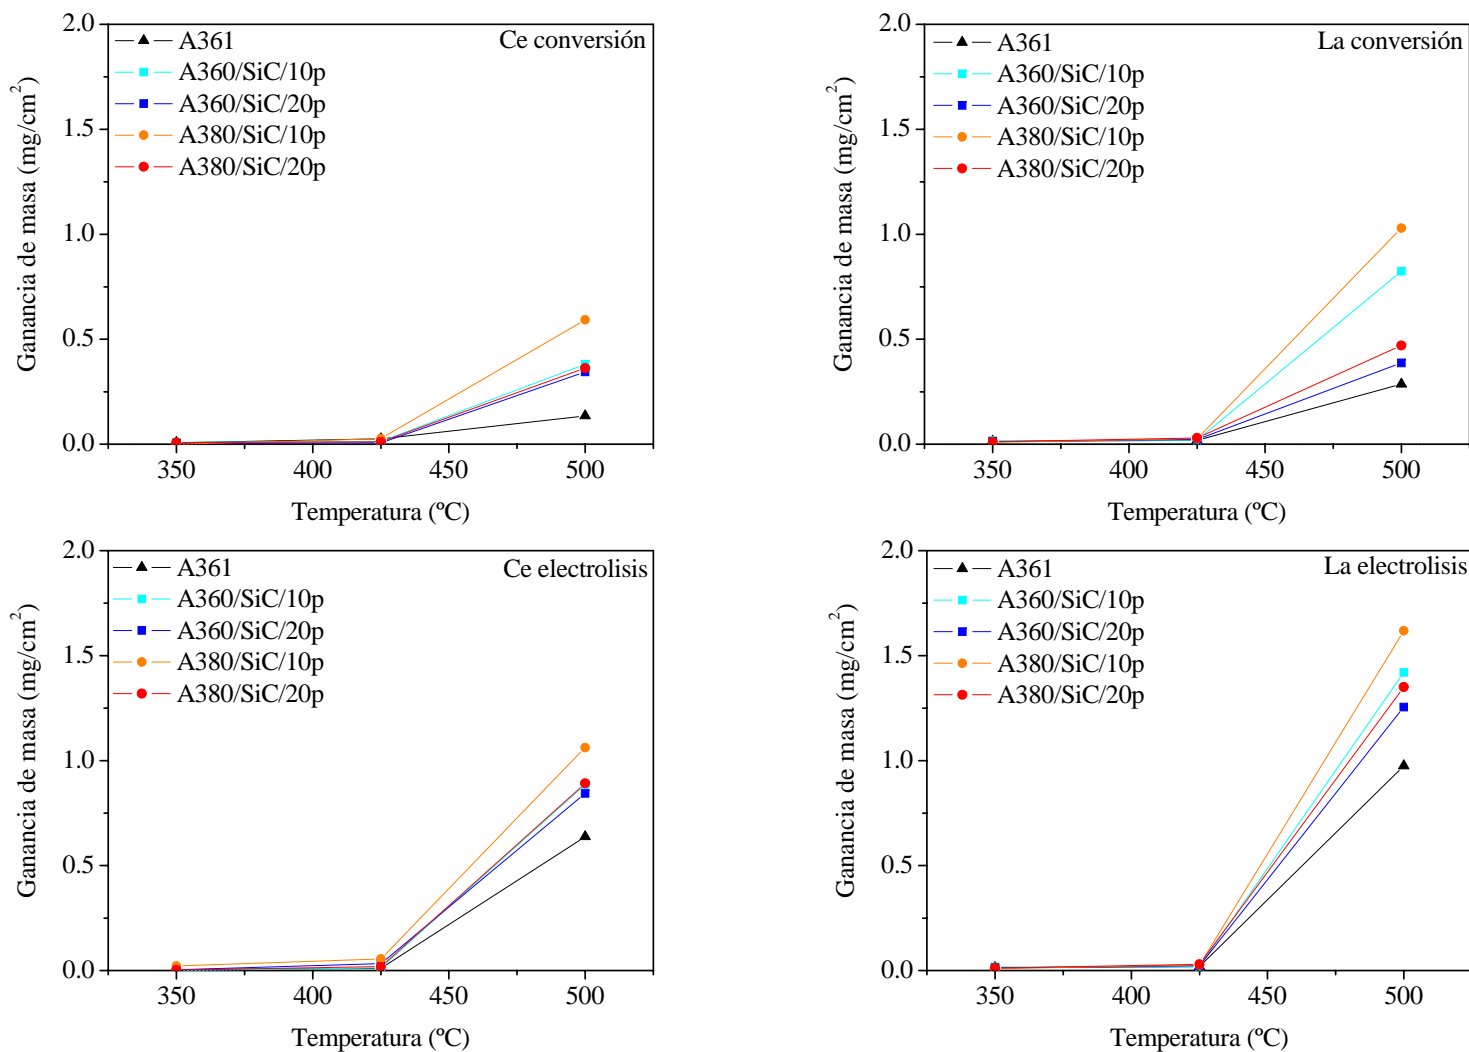 Ganancia de masa (mg/cm²)
2.0
1.5
1.0
0.5
0.0
A361
A360/SiC/10p
A360/SiC/20p
A380/SiC/10p
A380/SiC/20p
Ce conversión
350
400
450
500
Temperatura (ºC)
Ganancia de masa (mg/cm²)
2.0
1.5
1.0
0.5
0.0
A361
A360/SiC/10p
A360/SiC/20p
A380/SiC/10p
A380/SiC/20p
La conversión
350
400
450
500
Temperatura (ºC)
Ganancia de masa (mg/cm²)
2.0
1.5
1.0
0.5
0.0
A361
A360/SiC/10p
A360/SiC/20p
A380/SiC/10p
A380/SiC/20p
Ce electrolisis
350
400
450
500
Temperatura (ºC)
Ganancia de masa (mg/cm²)
2.0
1.5
1.0
0.5
0.0
A361
A360/SiC/10p
A360/SiC/20p
A380/SiC/10p
A380/SiC/20p
La electrolisis
350
400
450
500
Temperatura (ºC)